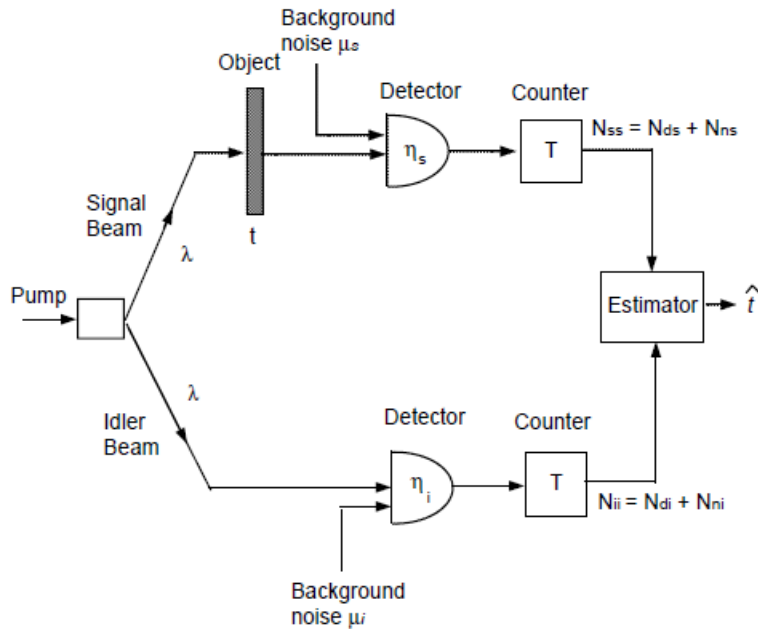 Background
noise μs
Object
Detector
Counter
ηs
T
Nss = Nds + Nns
Signal
Beam
λ
t
Pump
Estimator
t̂
λ
Idler
Beam
Detector
Counter
ηi
T
Nii = Ndi + Nni
Background
noise μi